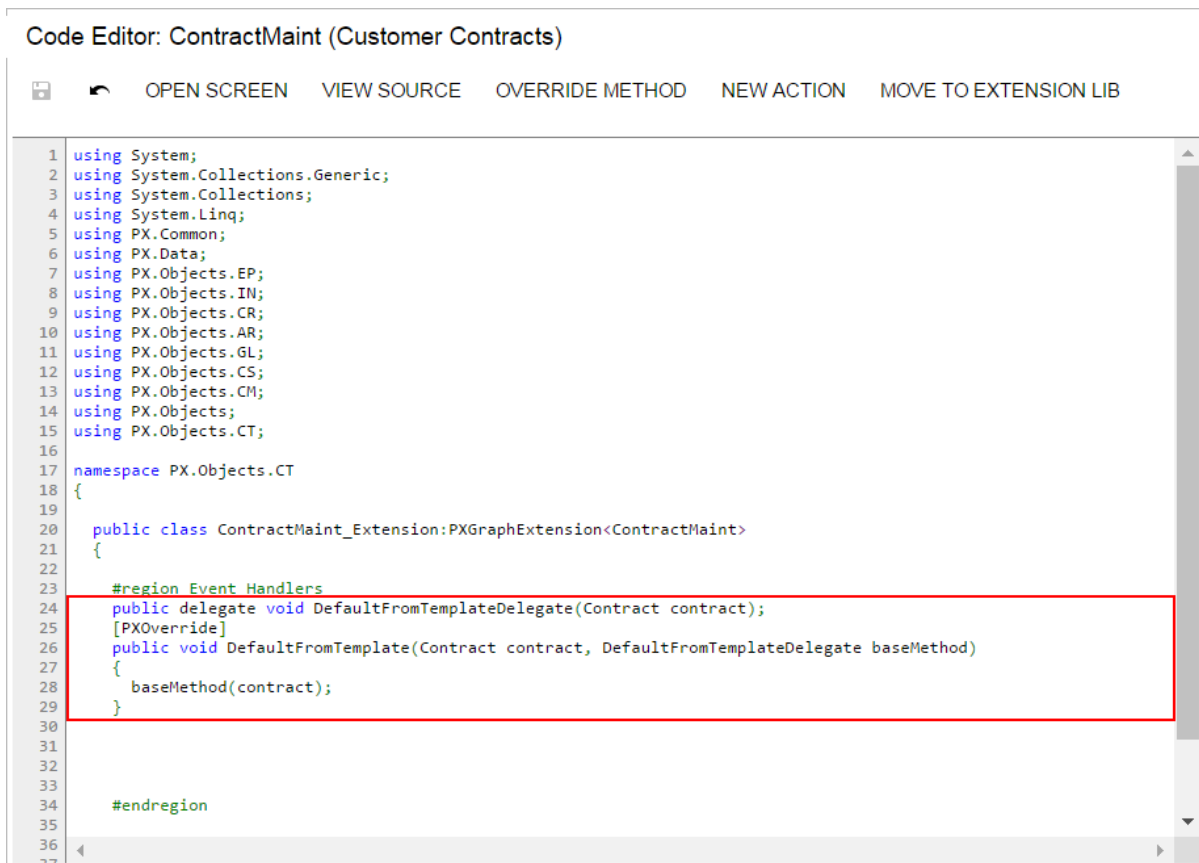 Code Editor: ContractMaint (Customer Contracts)
OPEN SCREEN VIEW SOURCE OVERRIDE METHOD NEW ACTION MOVE TO EXTENSION LIB
1 using System;
2 using System.Collections.Generic;
3 using System.Collections;
4 using System.Linq;
5 using PX.Common;
6 using PX.Data;
7 using PX.Objects.EP;
8 using PX.Objects.IN;
9 using PX.Objects.CR;
10 using PX.Objects.AR;
11 using PX.Objects.GL;
12 using PX.Objects.CS;
13 using PX.Objects.CM;
14 using PX.Objects;
15 using PX.Objects.CT;
16
17 namespace PX.Objects.CT
18 {
19
20 public class ContractMaint_Extension:PXGraphExtension<ContractMaint>
21 {
22
23 #region Event Handlers
24 public delegate void DefaultFromTemplateDelegate(Contract contract);
25 [PXOverride]
26 public void DefaultFromTemplate(Contract contract, DefaultFromTemplateDelegate baseMethod)
27 {
28 baseMethod(contract);
29 }
30
31
32
33
34 #endregion
35
36
37